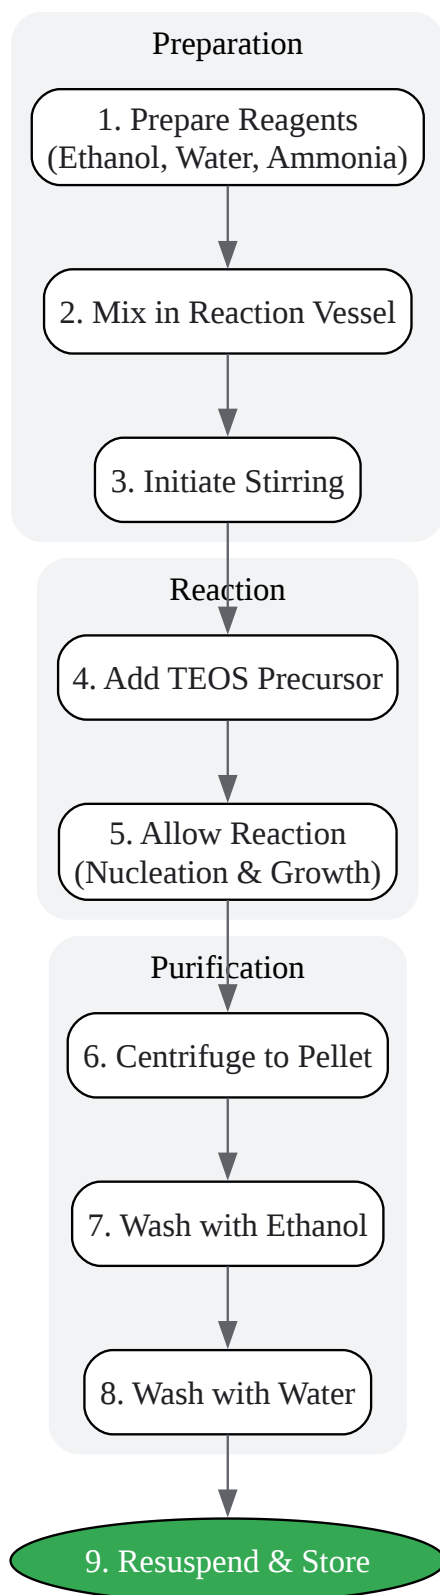 Preparation
1. Prepare Reagents
(Ethanol, Water, Ammonia)
2. Mix in Reaction Vessel
3. Initiate Stirring
Reaction
4. Add TEOS Precursor
5. Allow Reaction
(Nucleation & Growth)
Purification
6. Centrifuge to Pellet
7. Wash with Ethanol
8. Wash with Water
9. Resuspend & Store